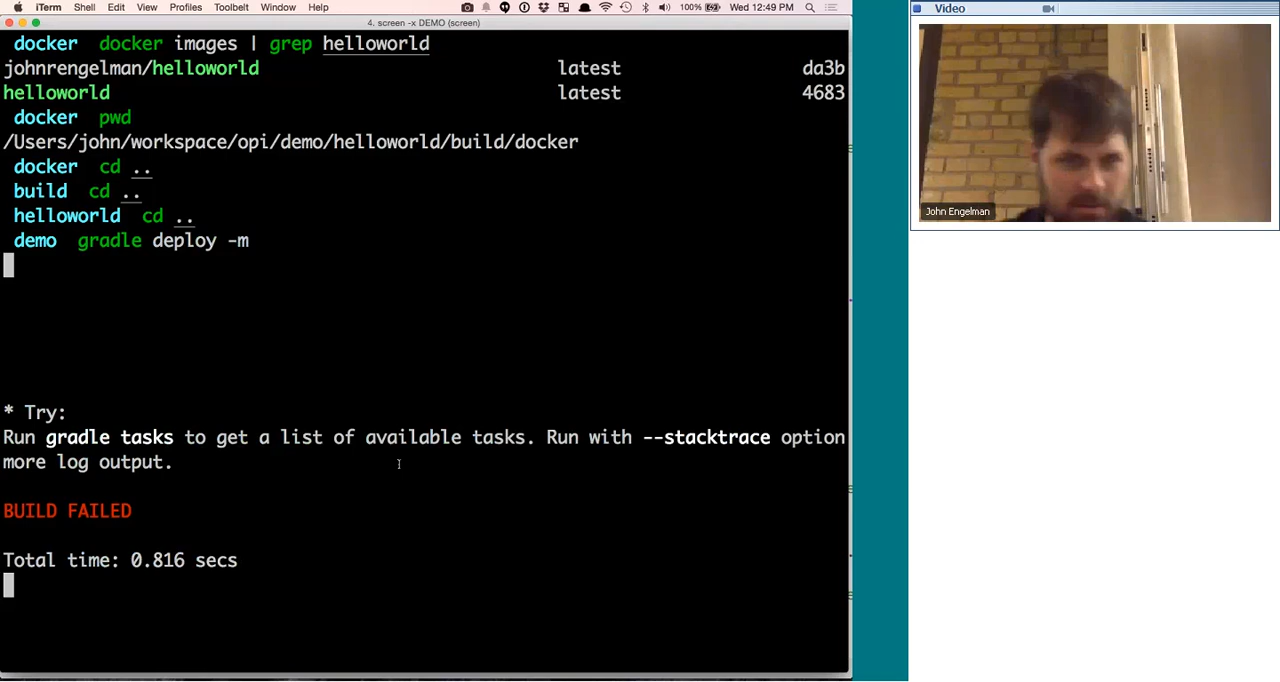 iTerm Shell Edit View Profiles Toolbelt Window Help 100% Wed 12:49 PM
4. screen -x DEMO (screen)
docker docker images | grep helloworld
johnrengelman/helloworld latest da3b
helloworld latest 4683
docker pwd
/Users/john/workspace/opi/demo/helloworld/build/docker
docker cd ..
build cd ..
helloworld cd ..
demo gradle deploy -m
* Try:
Run gradle tasks to get a list of available tasks. Run with --stacktrace option
more log output.
BUILD FAILED
Total time: 0.816 secs
Video
John Engelman